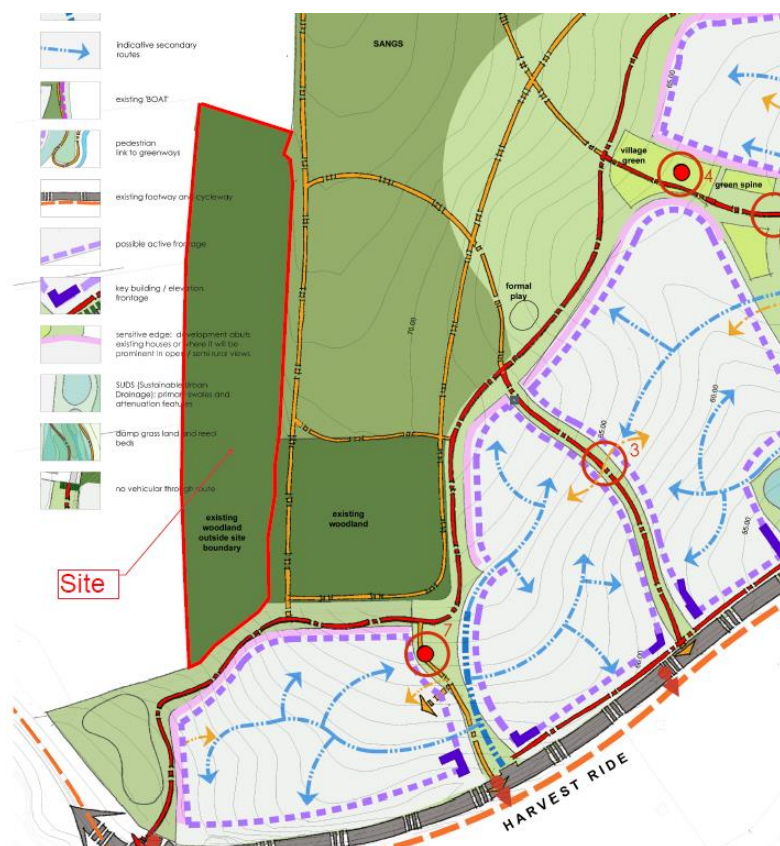 indicative secondary
routes
existing 'BOAT'
pedestrian
link to greenways
existing footway and cycleway
possible active frontage
key building / elevation
frontage
sensitive edge: development abuts
existing houses or where it will be
prominent in open / semi rural views
SUDS (Sustainable Urban
Drainage): primary swales and
attenuation features
damp grass land and reed
beds
no vehicular through route
Site
existing
woodland
outside site
boundary
existing
woodland
SANGS
70.00
formal
play
village
green
green spine
65.00
4
3
7
65.00
60.00
55.00
HARVEST RIDE